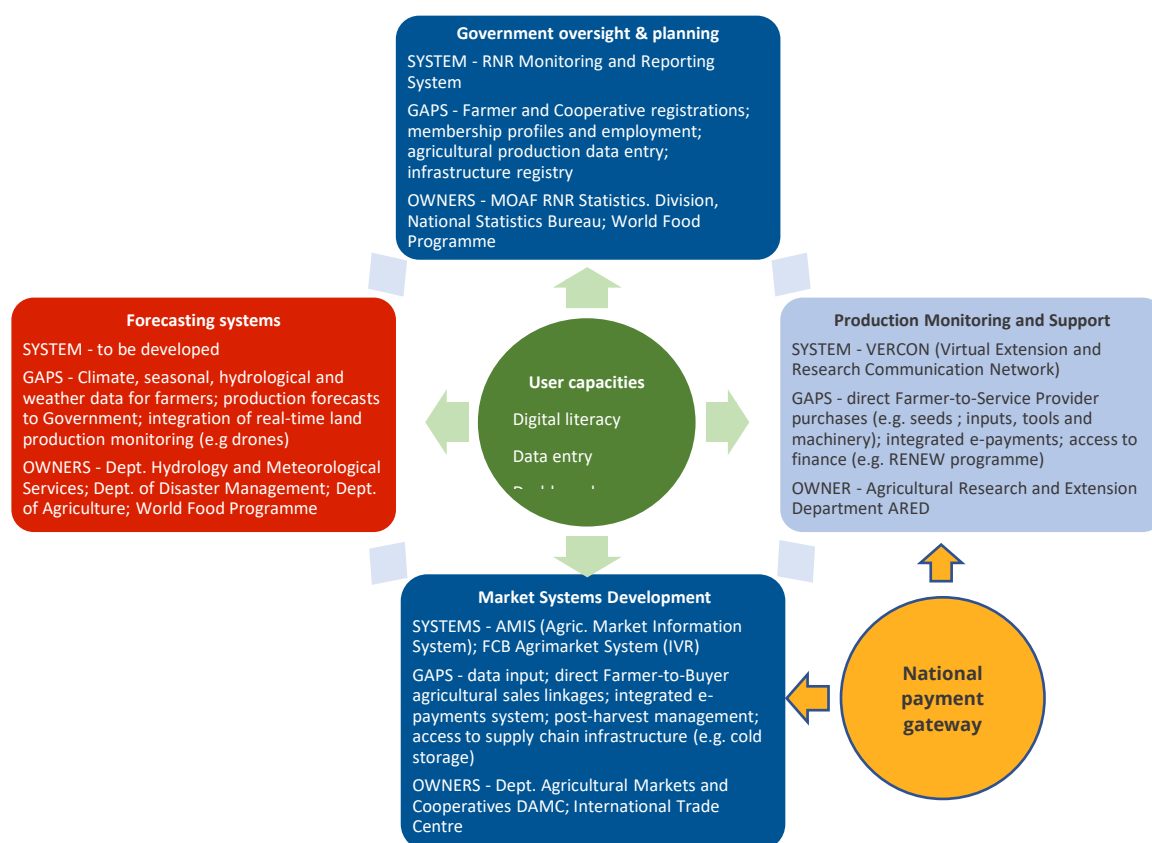 Government oversight & planning
SYSTEM - RNR Monitoring and Reporting
System
GAPS - Farmer and Cooperative registrations;
membership profiles and employment;
agricultural production data entry;
infrastructure registry
OWNERS - MOAF RNR Statistics. Division,
National Statistics Bureau; World Food
Programme
Forecasting systems
SYSTEM - to be developed
GAPS - Climate, seasonal, hydrological and
weather data for farmers; production forecasts
to Government; integration of real-time land
production monitoring (e.g drones)
OWNERS - Dept. Hydrology and Meteorological
Services; Dept. of Disaster Management; Dept.
of Agriculture; World Food Programme
User capacities
Digital literacy
Data entry
Production Monitoring and Support
SYSTEM - VERCON (Virtual Extension and
Research Communication Network)
GAPS - direct Farmer-to-Service Provider
purchases (e.g. seeds ; inputs, tools and
machinery); integrated e-payments; access to
finance (e.g. RENEW programme)
OWNER - Agricultural Research and Extension
Department ARED
Market Systems Development
SYSTEMS - AMIS (Agric. Market Information
System); FCB Agrimarket System (IVR)
GAPS - data input; direct Farmer-to-Buyer
agricultural sales linkages; integrated e-
payments system; post-harvest management;
access to supply chain infrastructure (e.g. cold
storage)
OWNERS - Dept. Agricultural Markets and
Cooperatives DAMC; International Trade
Centre
National
payment
gateway